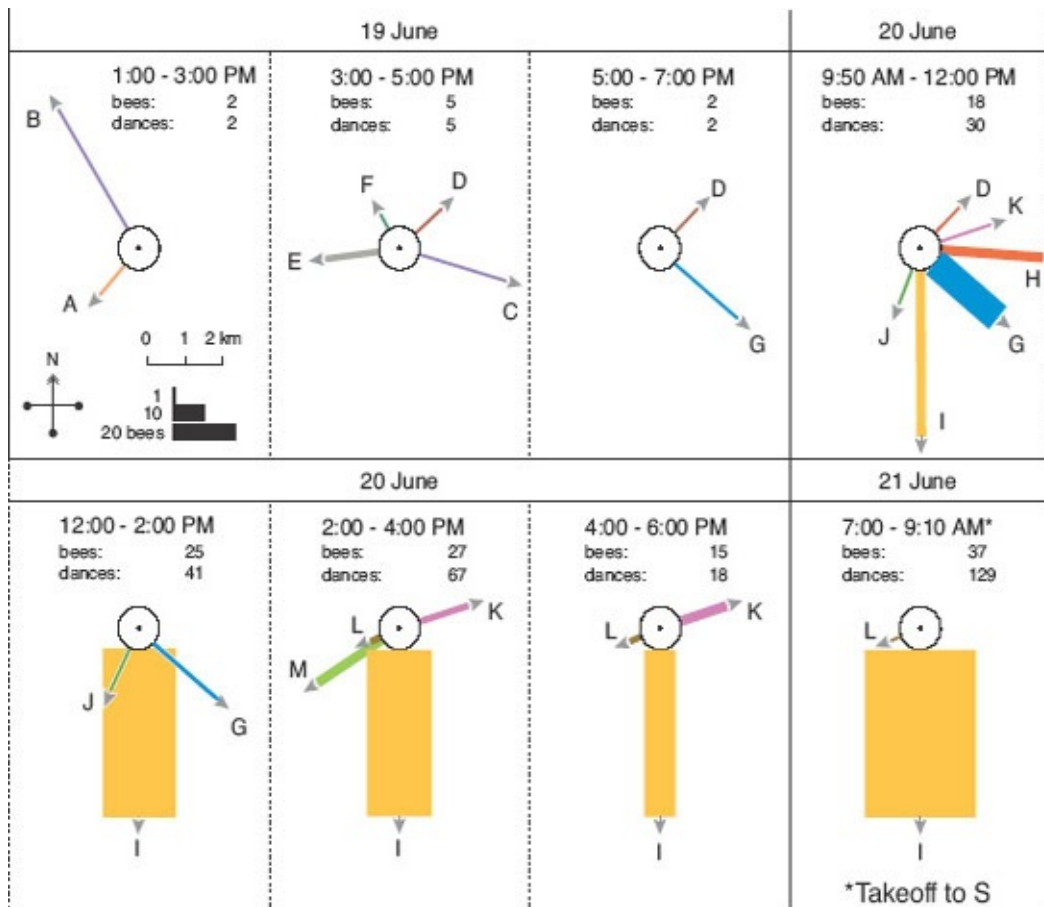 19 June
20 June
1:00 - 3:00 PM
bees: 2
dances: 2
B
A
0 1 2 km
N
1
10
20 bees
3:00 - 5:00 PM
bees: 5
dances: 5
F
D
E
C
5:00 - 7:00 PM
bees: 2
dances: 2
D
G
9:50 AM - 12:00 PM
bees: 18
dances: 30
D
K
H
G
J
I
20 June
21 June
12:00 - 2:00 PM
bees: 25
dances: 41
J
G
I
2:00 - 4:00 PM
bees: 27
dances: 67
L
K
M
I
4:00 - 6:00 PM
bees: 15
dances: 18
L
K
I
7:00 - 9:10 AM*
bees: 37
dances: 129
L
I
*Takeoff to S